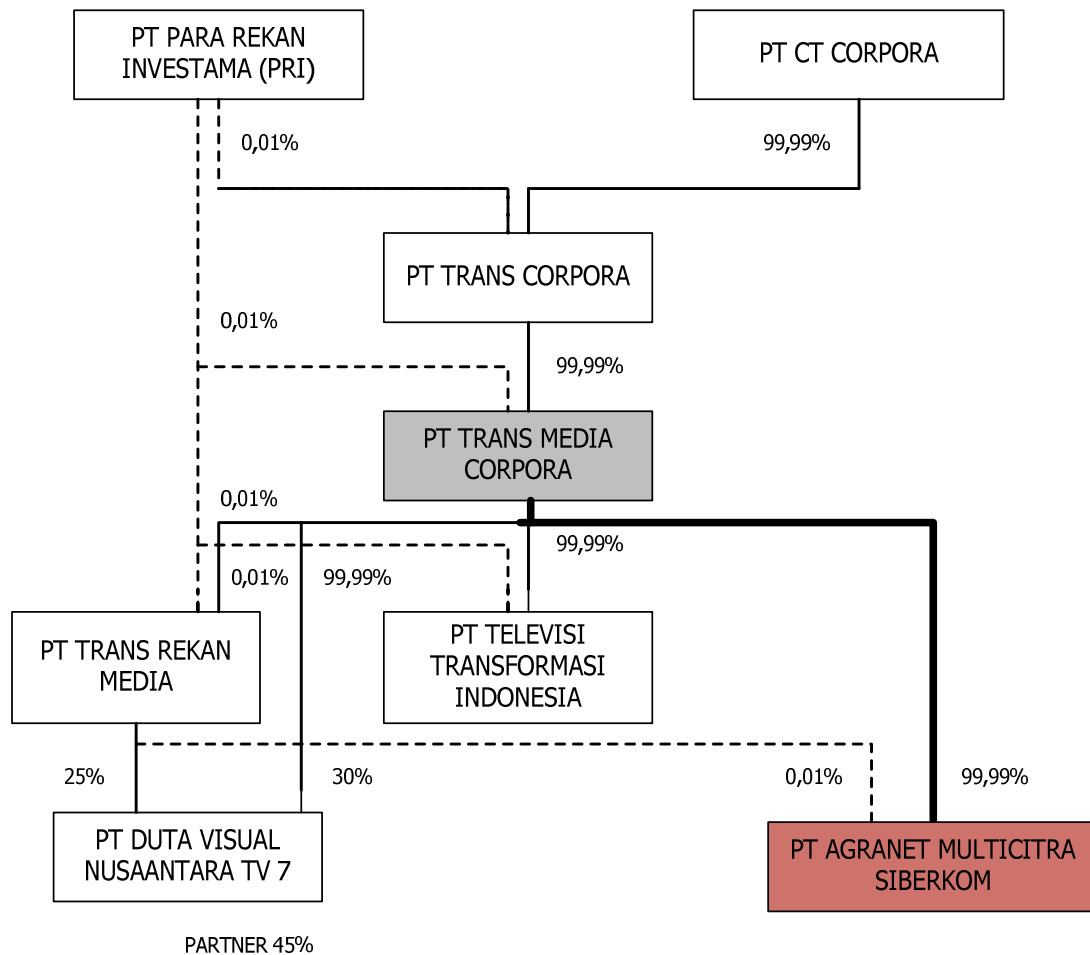 PT PARA REKAN
INVESTAMA (PRI)
PT CT CORPORA
0,01%
99,99%
PT TRANS CORPORA
0,01%
99,99%
PT TRANS MEDIA
CORPORA
0,01%
99,99%
0,01%
99,99%
PT TRANS REKAN
MEDIA
PT TELEVISI
TRANSFORMASI
INDONESIA
25%
30%
0,01%
99,99%
PT DUTA VISUAL
NUSAANTARA TV 7
PT AGRANET MULTICITRA
SIBERKOM
PARTNER 45%